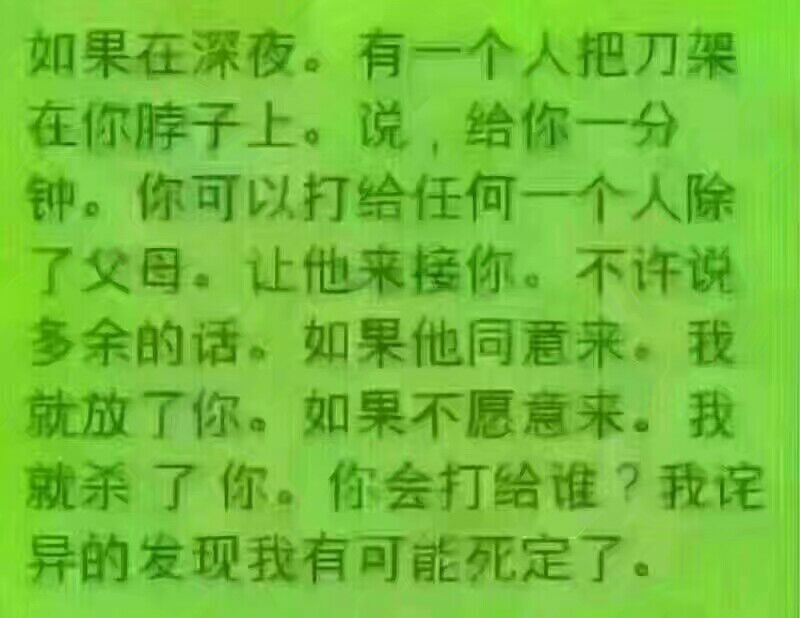 如果在深夜。有一个人把刀架
在你脖子上。说，给你一分
钟。你可以打给任何一个人除
了父母。让他来接你。不许说
多余的话。如果他同意来。我
就放了你。如果不愿意来。我
就杀 了 你。你会打给谁？我诧
异的发现我有可能死定了。